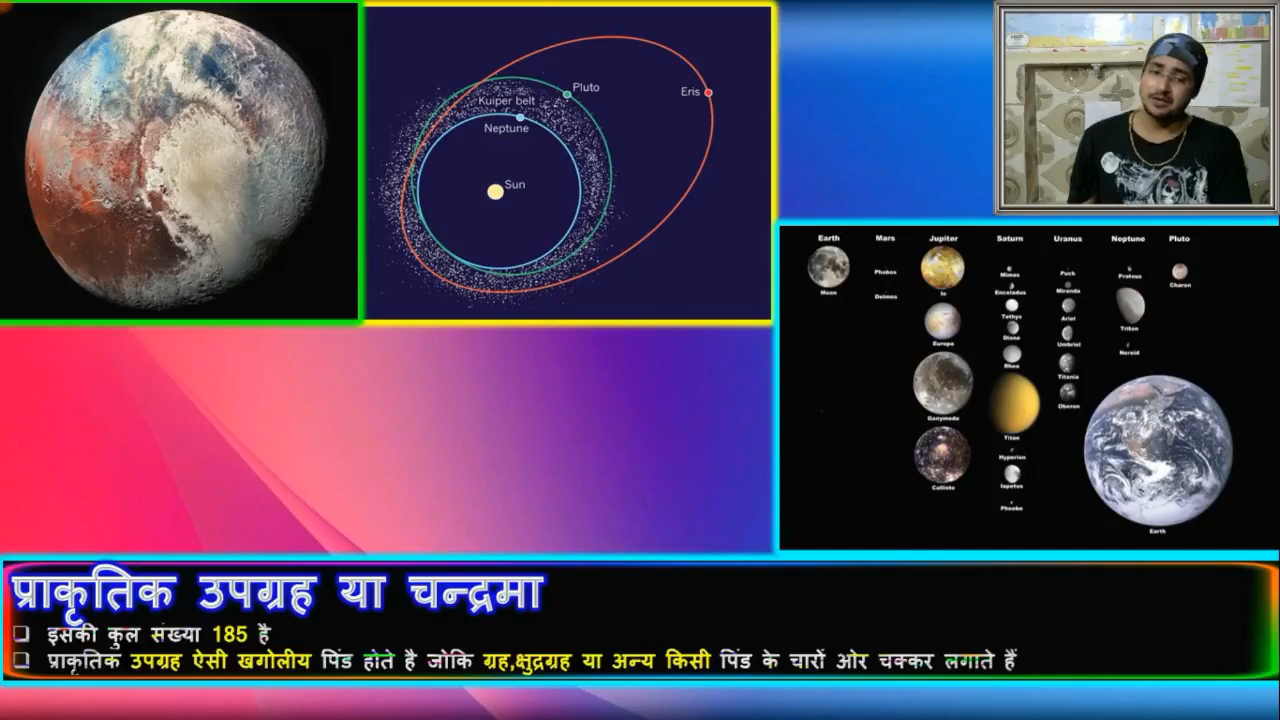 Pluto
Eris
Kuiper belt
Neptune
Sun
Earth Mars Jupiter Saturn Uranus Neptune Pluto
Moon
Phobos
Deimos
Io
Europa
Ganymede
Callisto
Mimas
Enceladus
Tethys
Dione
Rhea
Titan
Hyperion
Iapetus
Phoebe
Puck
Miranda
Ariel
Umbriel
Titania
Oberon
Proteus
Triton
Nereid
Charon
Earth
प्राकृतिक उपग्रह या चन्द्रमा
इसकी कुल संख्या 185 है
प्राकृतिक उपग्रह ऐसी खगोलीय पिंड होते है जोकि ग्रह,क्षुद्रग्रह या अन्य किसी पिंड के चारों ओर चक्कर लगाते हैं